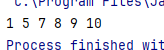 C:\Program Files\Ja
1 5 7 8 9 10
Process finished wit